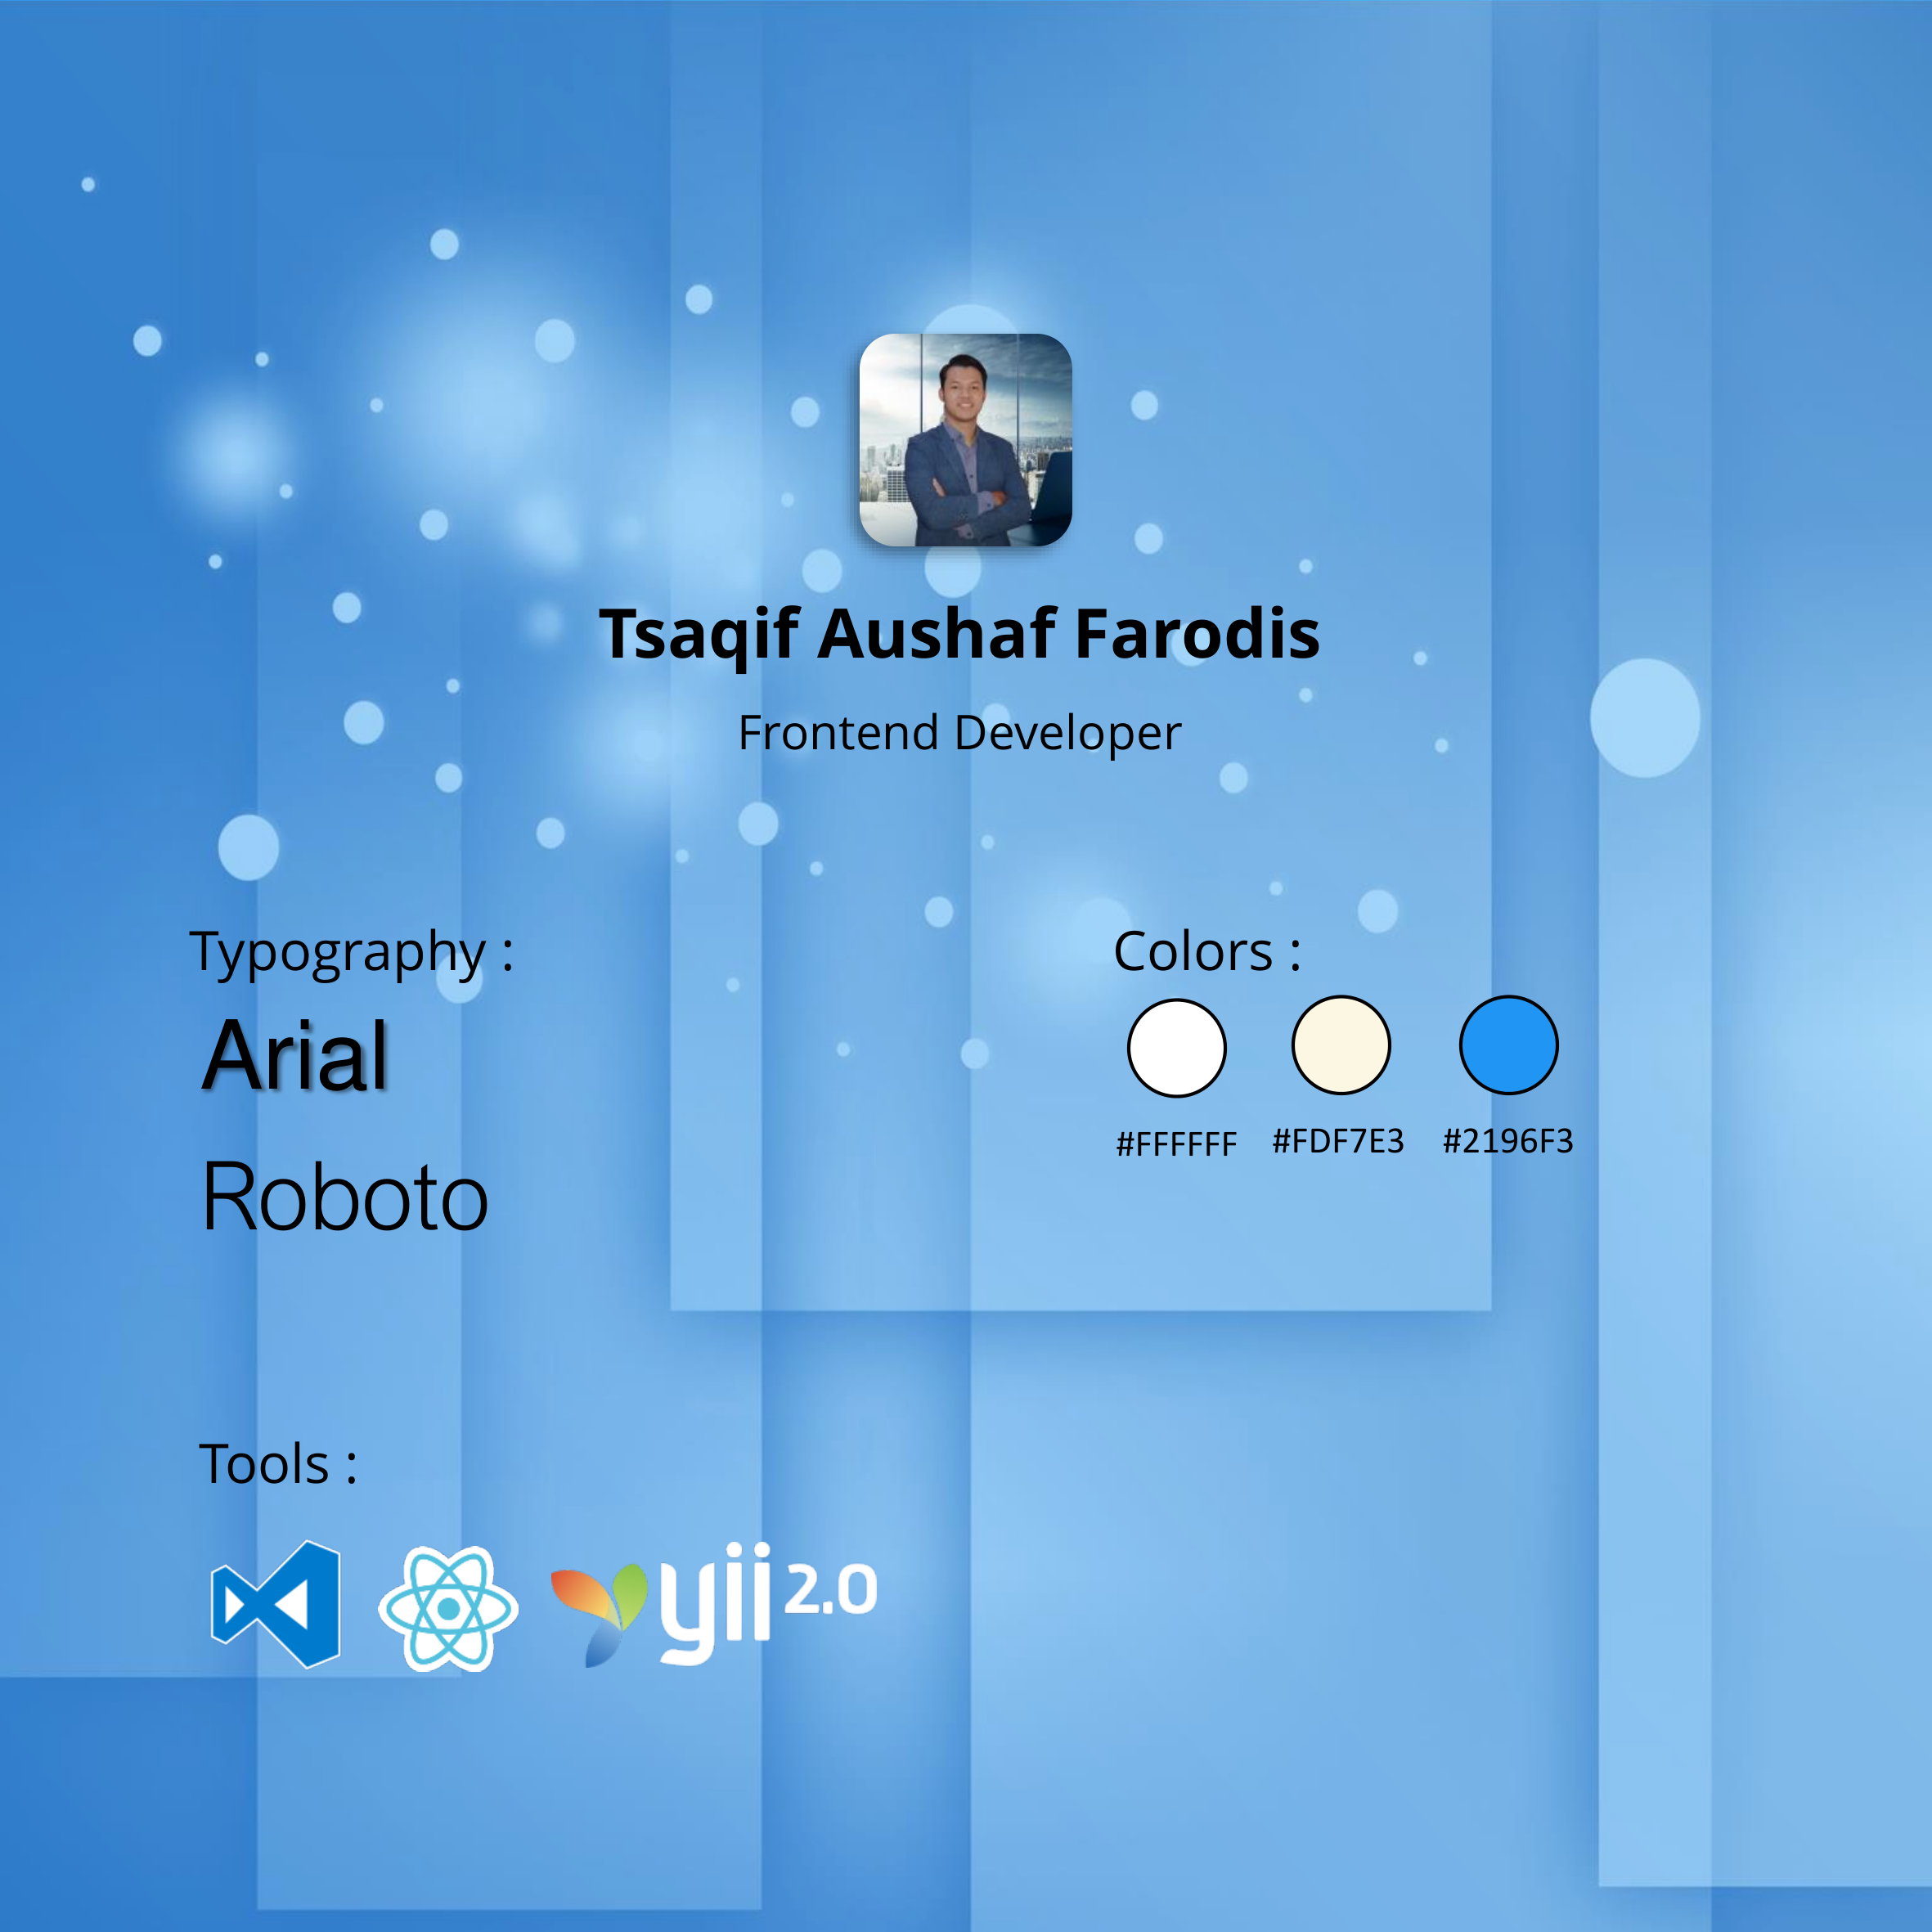 Tsaqif Aushaf Farodis
Frontend Developer
Typography :
Arial
Roboto
Colors :
#FFFFFF #FDF7E3 #2196F3
Tools :
yii 2.0